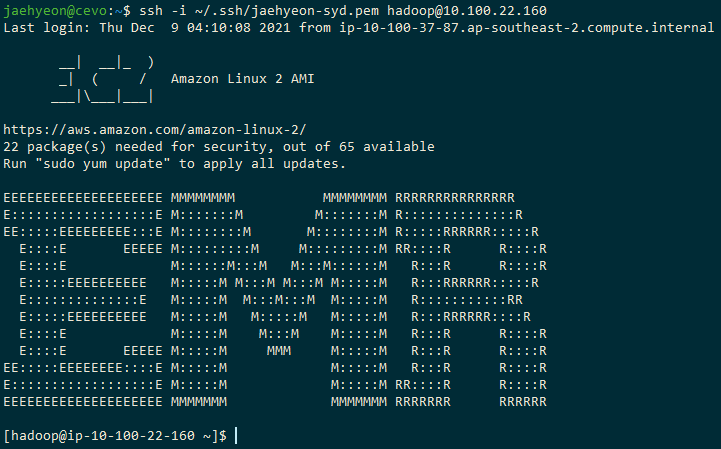 jaehyeon@cevo:~$ ssh -i ~/.ssh/jaehyeon-syd.pem hadoop@10.100.22.160
Last login: Thu Dec  9 04:10:08 2021 from ip-10-100-37-87.ap-southeast-2.compute.internal

       __|  __|_  )
       _|  (     /   Amazon Linux 2 AMI
      ___|\___|___|

https://aws.amazon.com/amazon-linux-2/
22 package(s) needed for security, out of 65 available
Run "sudo yum update" to apply all updates.

EEEEEEEEEEEEEEEEEEEE MMMMMMMM           MMMMMMMM RRRRRRRRRRRRRRR
E::::::::::::::::::E M:::::::M         M:::::::M R::::::::::::::R
EE:::::EEEEEEEEE:::E M::::::::M       M::::::::M R:::::RRRRRR:::::R
  E::::E       EEEEE M:::::::::M     M:::::::::M RR::::R      R::::R
  E::::E             M::::::M:::M   M:::M::::::M   R:::R      R::::R
  E:::::EEEEEEEEEE   M:::::M M:::M M:::M M:::::M   R:::RRRRRR:::::R
  E::::::::::::::E   M:::::M  M:::M:::M  M:::::M   R:::::::::::RR
  E:::::EEEEEEEEEE   M:::::M   M:::::M   M:::::M   R:::RRRRRR::::R
  E::::E             M:::::M    M:::M    M:::::M   R:::R      R::::R
  E::::E       EEEEE M:::::M     MMM     M:::::M   R:::R      R::::R
EE:::::EEEEEEEE::::E M:::::M             M:::::M   R:::R      R::::R
E::::::::::::::::::E M:::::M             M:::::M RR::::R      R::::R
EEEEEEEEEEEEEEEEEEEE MMMMMMM             MMMMMMM RRRRRRR      RRRRRR

[hadoop@ip-10-100-22-160 ~]$